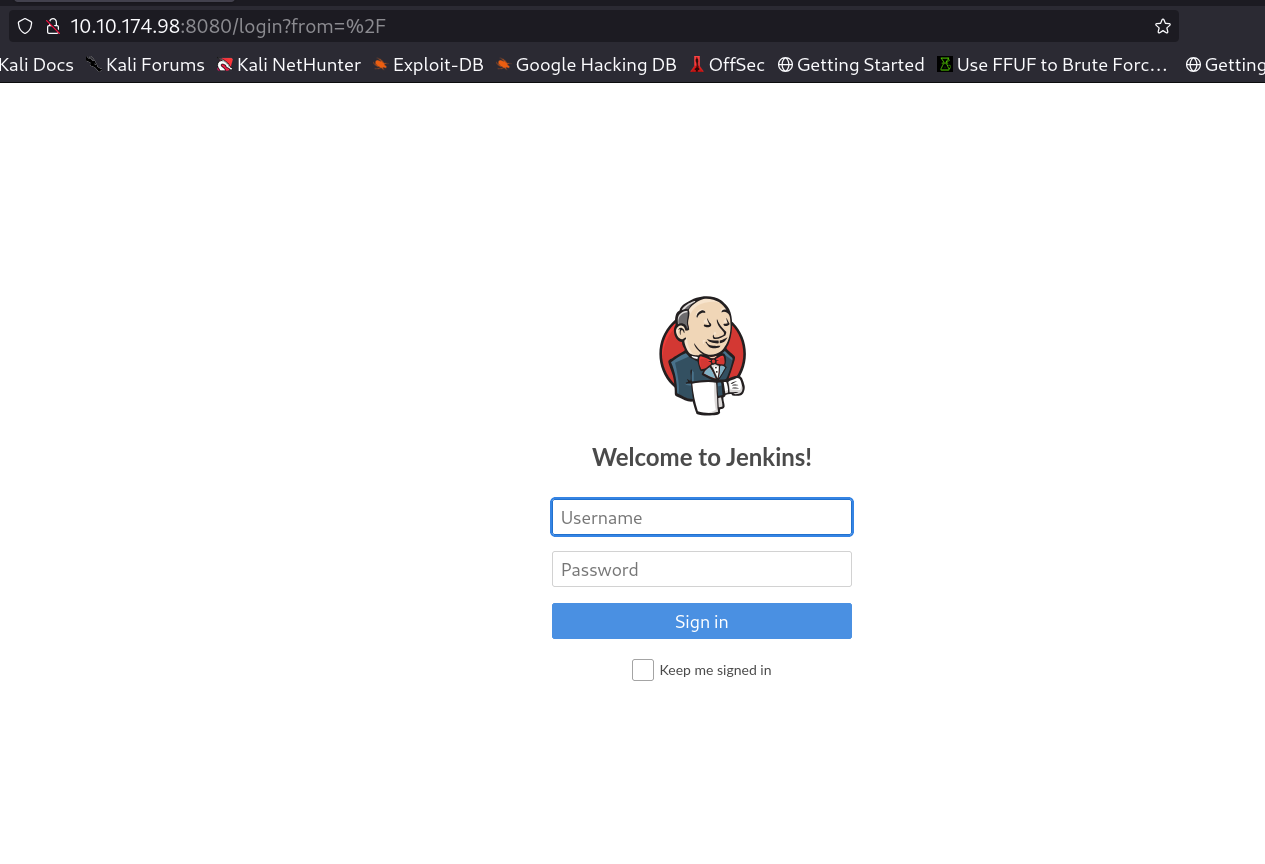 10.10.174.98:8080/login?from=%2F
Kali Docs Kali Forums Kali NetHunter Exploit-DB Google Hacking DB OffSec Getting Started Use FFUF to Brute Forc... Getting
Welcome to Jenkins!
Username
Password
Sign in
Keep me signed in